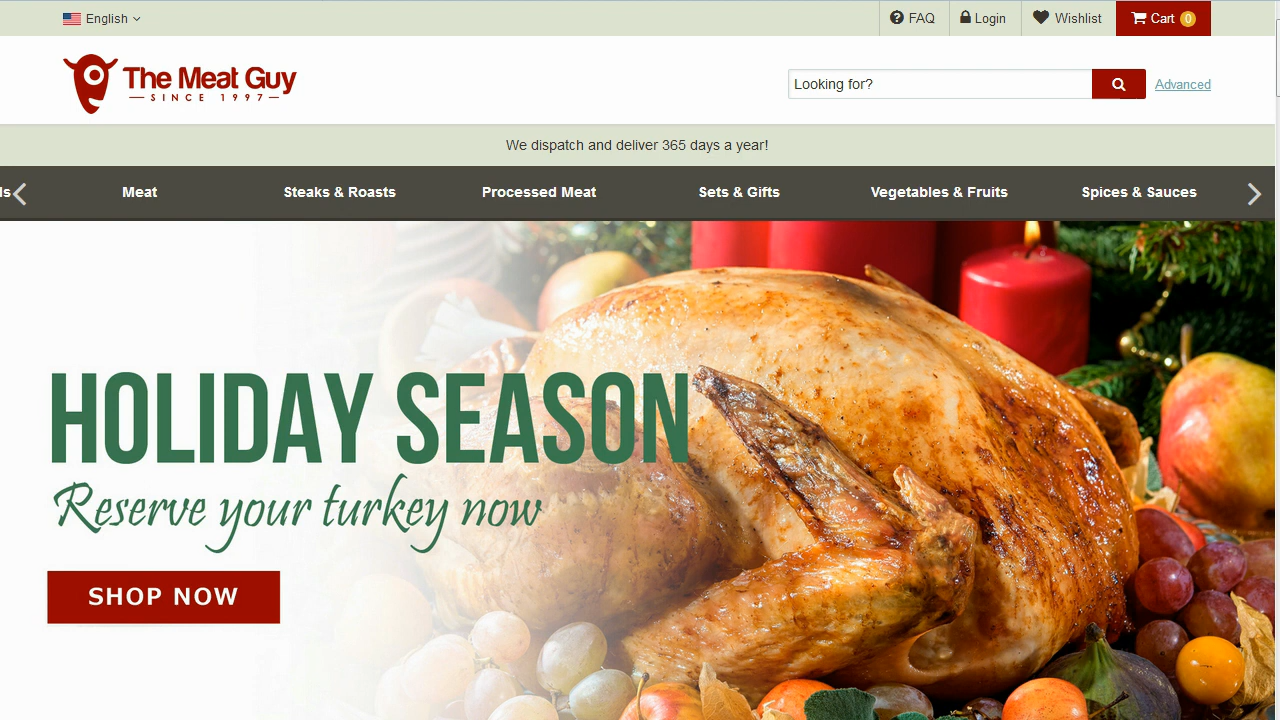 English
FAQ
Login
Wishlist
Cart 0
The Meat Guy
SINCE 1997
Looking for?
Advanced
We dispatch and deliver 365 days a year!
ls
Meat
Steaks & Roasts
Processed Meat
Sets & Gifts
Vegetables & Fruits
Spices & Sauces
HOLIDAY SEASON
Reserve your turkey now
SHOP NOW